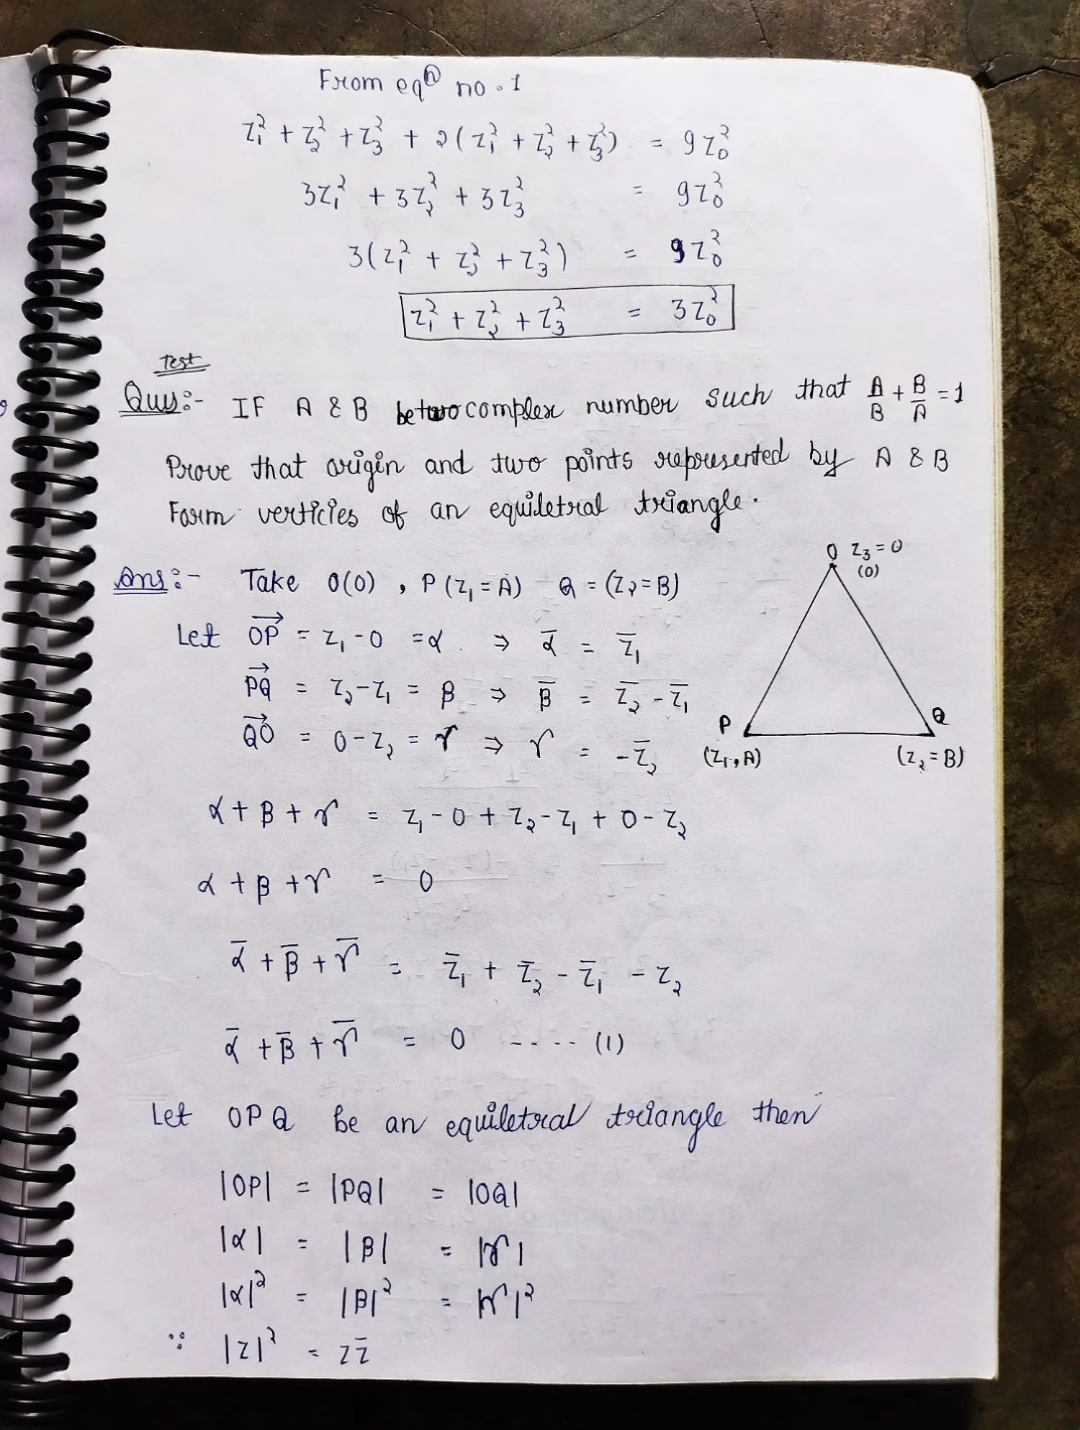 From eqⁿ no. 1
z₁² + z₂² + z₃² + 2(z₁² + z₂² + z₃²) = 9z₀²
3z₁² + 3z₂² + 3z₃² = 9z₀²
3(z₁² + z₂² + z₃²) = 9z₀²
z₁² + z₂² + z₃² = 3z₀²
Test
Ques:- IF A & B be two complex number such that A/B + B/A = 1
Prove that origin and two points represented by A & B
Form verticies of an equiletral triangle.
Ans:- Take O(0) , P(z₁ = A) Q = (z₂ = B)
O z₃ = 0
(0)
Let OP⃗ = z₁ - 0 = α ⇒ ᾱ = z̄₁
PQ⃗ = z₂ - z₁ = β ⇒ β̄ = z̄₂ - z̄₁
QO⃗ = 0 - z₂ = γ ⇒ γ = -z̄₂
P Q
(z₁, A) (z₂ = B)
α + β + γ = z₁ - 0 + z₂ - z₁ + 0 - z₂
α + β + γ = 0
ᾱ + β̄ + γ̄ = z̄₁ + z̄₂ - z̄₁ - z₂
ᾱ + β̄ + γ̄ = 0 ---- (1)
Let OPQ be an equiletral triangle then
|OP| = |PQ| = |OQ|
|α| = |β| = |γ|
|α|² = |β|² = |γ|²
∵ |z|² = zz̄